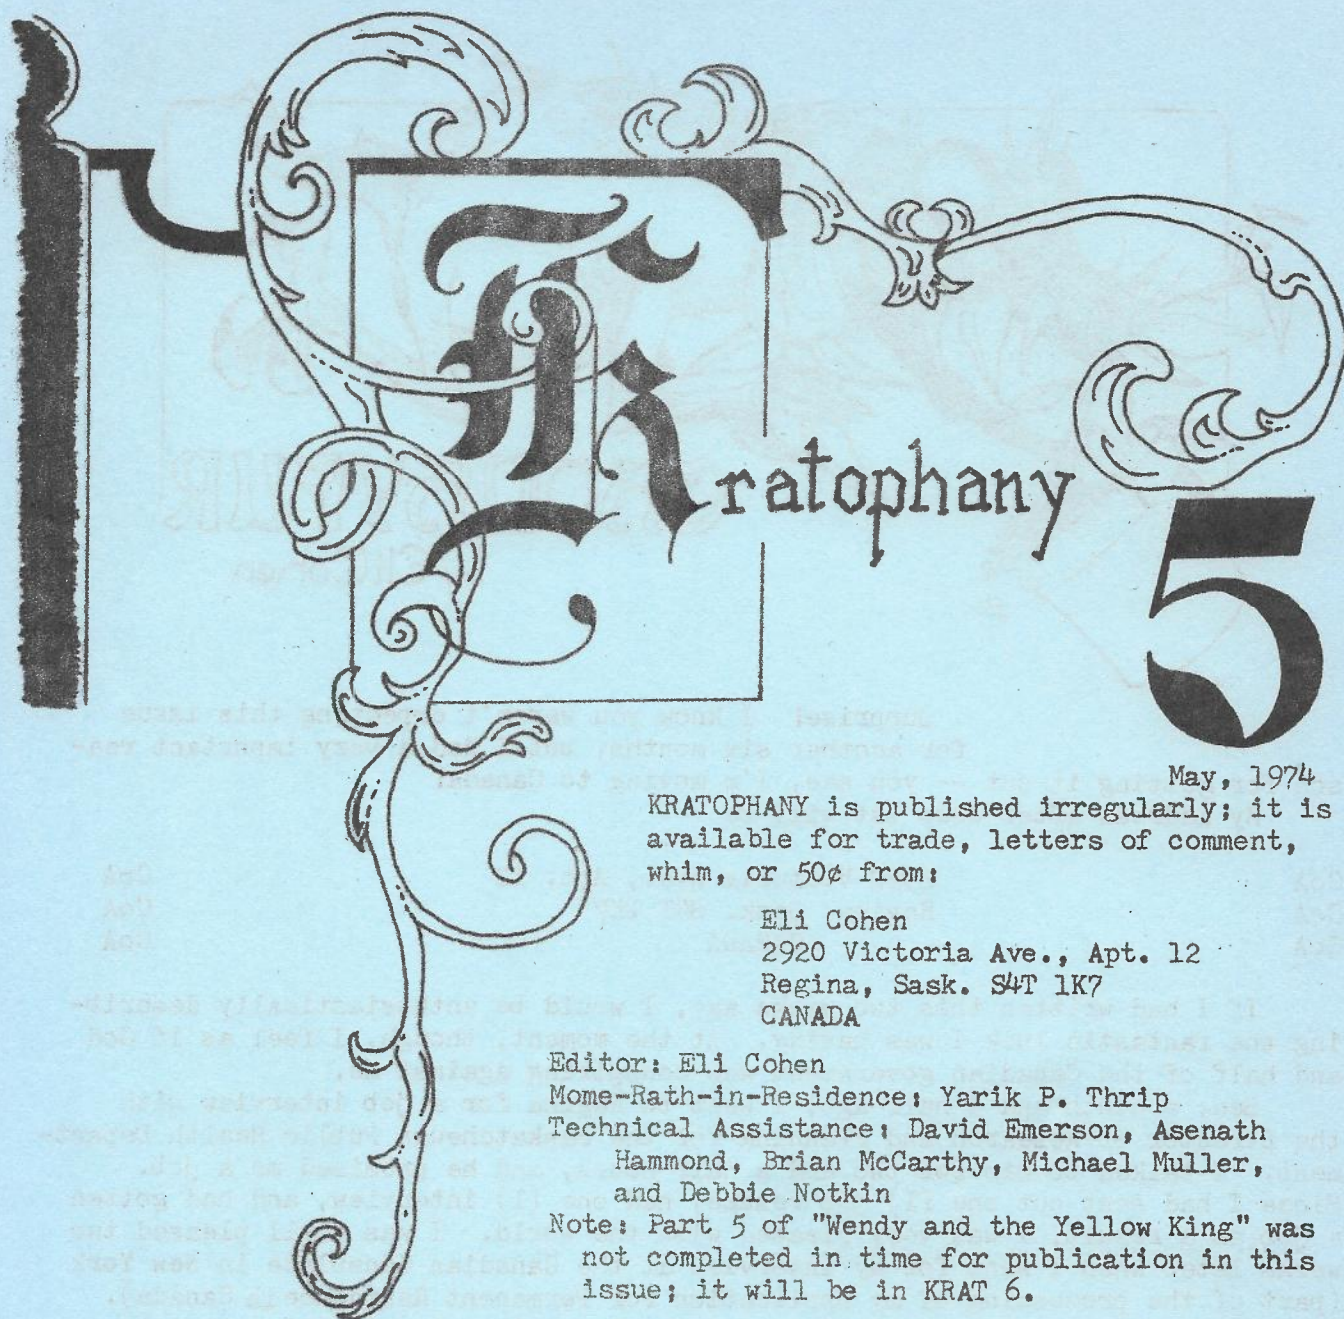 Kratophany
5
May, 1974
KRATOPHANY is published irregularly; it is
available for trade, letters of comment,
whim, or 50¢ from:
Eli Cohen
2920 Victoria Ave., Apt. 12
Regina, Sask. S4T 1K7
CANADA
Editor: Eli Cohen
Mome-Rath-in-Residence: Yarik P. Thrip
Technical Assistance: David Emerson, Asenath
Hammond, Brian McCarthy, Michael Muller,
and Debbie Notkin
Note: Part 5 of "Wendy and the Yellow King" was
not completed in time for publication in this
issue; it will be in KRAT 6.